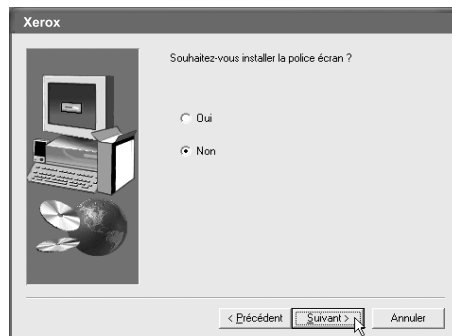 Xerox
Souhaitez-vous installer la police écran ?
Oui
Non
< Précédent
Suivant >
Annuler